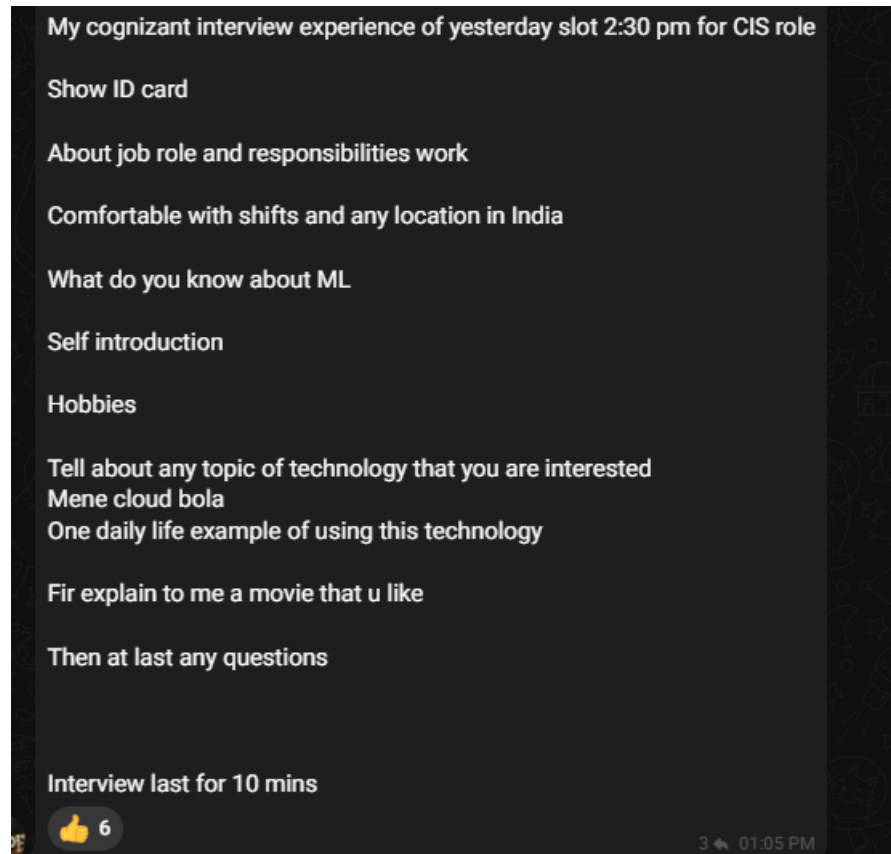 My cognizant interview experience of yesterday slot 2:30 pm for CIS role
Show ID card
About job role and responsibilities work
Comfortable with shifts and any location in India
What do you know about ML
Self introduction
Hobbies
Tell about any topic of technology that you are interested
Mene cloud bola
One daily life example of using this technology
Fir explain to me a movie that u like
Then at last any questions
Interview last for 10 mins
👍 6
3 01:05 PM